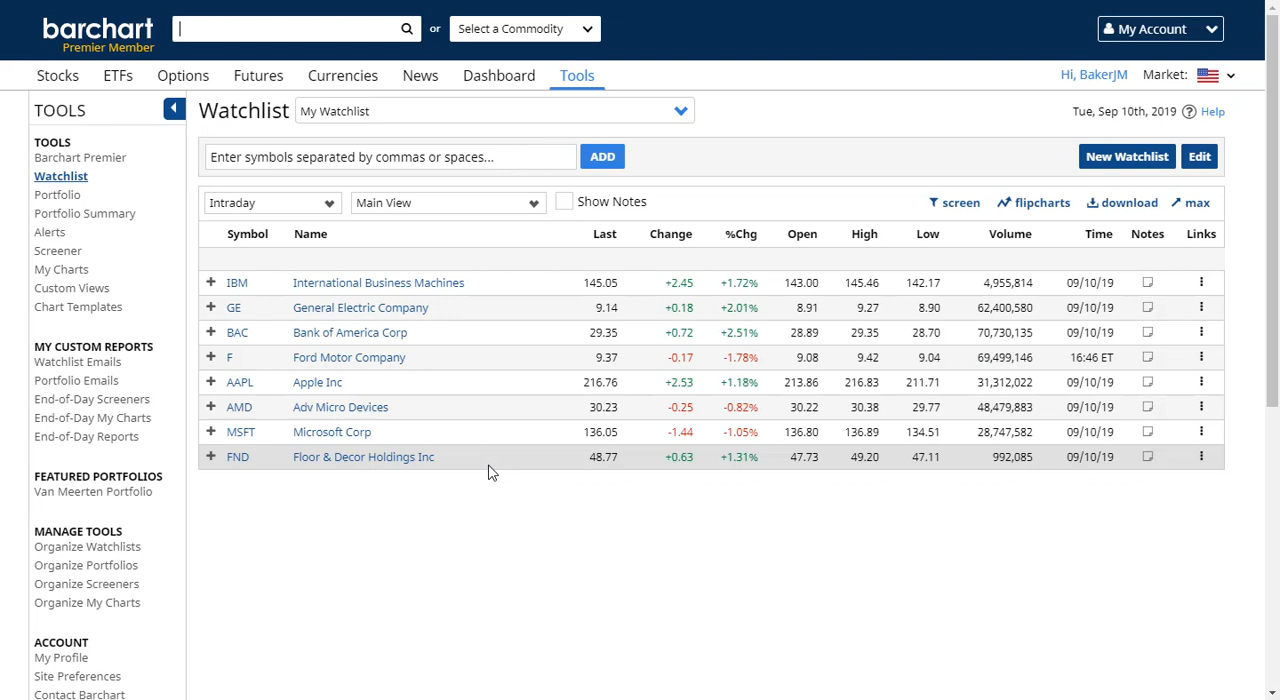 barchart
Premier Member
or
Select a Commodity
My Account
Stocks ETFs Options Futures Currencies News Dashboard Tools
Hi, BakerJM Market:
TOOLS
TOOLS
Barchart Premier
Watchlist
Portfolio
Portfolio Summary
Alerts
Screener
My Charts
Custom Views
Chart Templates
MY CUSTOM REPORTS
Watchlist Emails
Portfolio Emails
End-of-Day Screeners
End-of-Day My Charts
End-of-Day Reports
FEATURED PORTFOLIOS
Van Meerten Portfolio
MANAGE TOOLS
Organize Watchlists
Organize Portfolios
Organize Screeners
Organize My Charts
ACCOUNT
My Profile
Site Preferences
Contact Barchart
Watchlist My Watchlist
Tue, Sep 10th, 2019 ? Help
Enter symbols separated by commas or spaces... ADD
New Watchlist Edit
Intraday Main View Show Notes
screen flipcharts download max
Symbol Name Last Change %Chg Open High Low Volume Time Notes Links
IBM International Business Machines 145.05 +2.45 +1.72% 143.00 145.46 142.17 4,955,814 09/10/19
GE General Electric Company 9.14 +0.18 +2.01% 8.91 9.27 8.90 62,400,580 09/10/19
BAC Bank of America Corp 29.35 +0.72 +2.51% 28.89 29.35 28.70 70,730,135 09/10/19
F Ford Motor Company 9.37 -0.17 -1.78% 9.08 9.42 9.04 69,499,146 16:46 ET
AAPL Apple Inc 216.76 +2.53 +1.18% 213.86 216.83 211.71 31,312,022 09/10/19
AMD Adv Micro Devices 30.23 -0.25 -0.82% 30.22 30.38 29.77 48,479,883 09/10/19
MSFT Microsoft Corp 136.05 -1.44 -1.05% 136.80 136.89 134.51 28,747,582 09/10/19
FND Floor & Decor Holdings Inc 48.77 +0.63 +1.31% 47.73 49.20 47.11 992,085 09/10/19